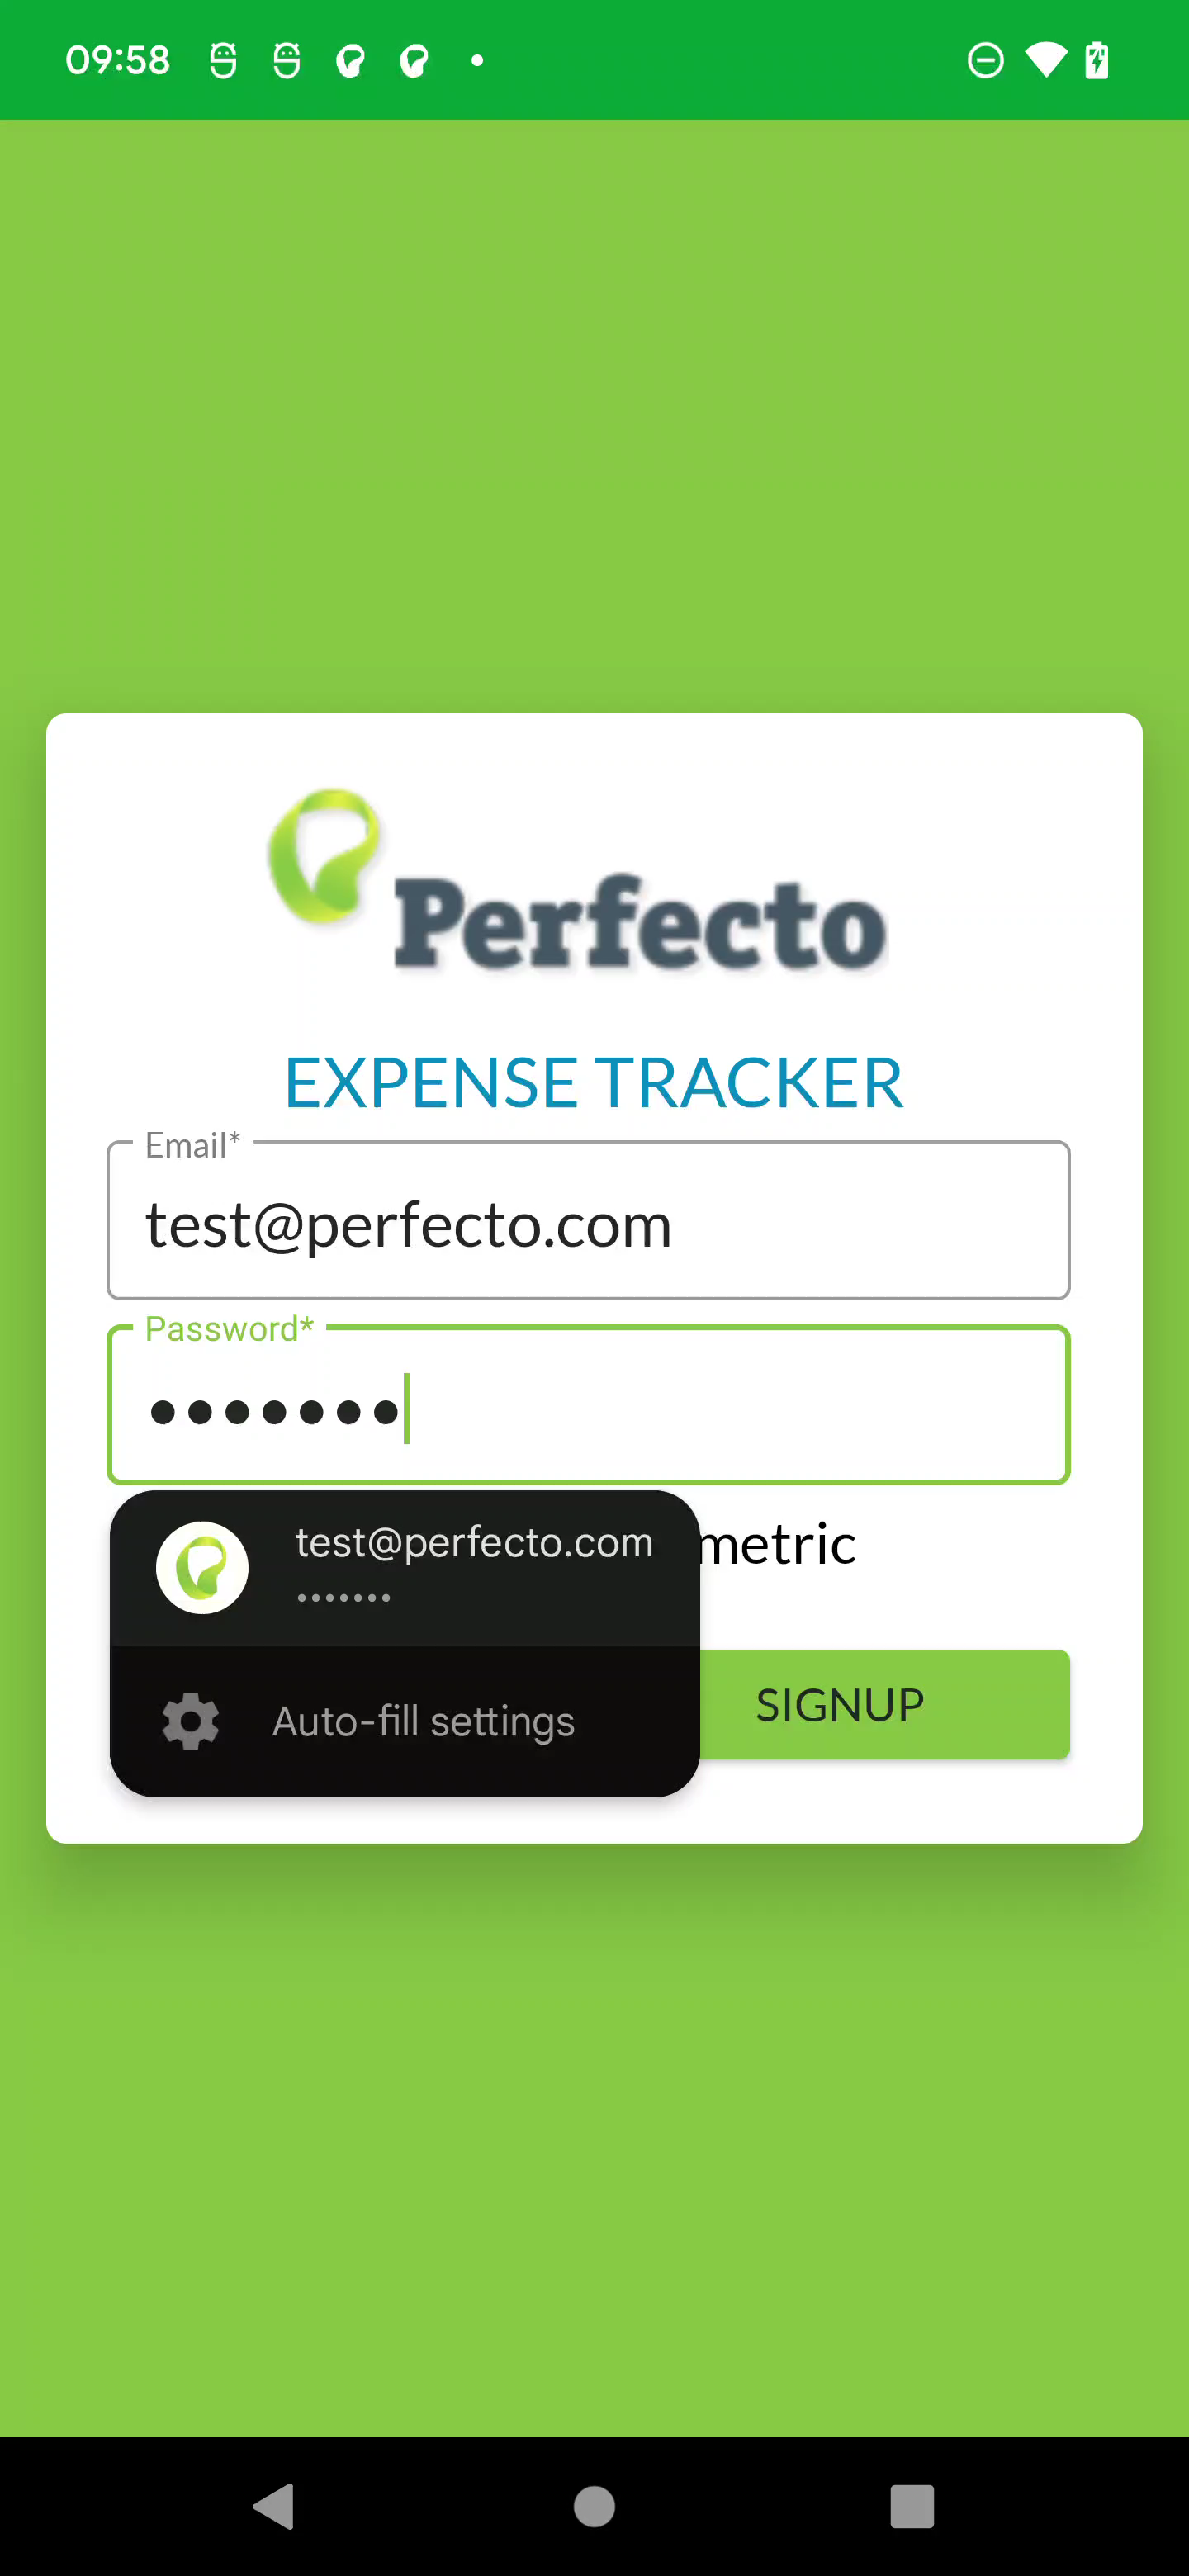 09:58
Perfecto
EXPENSE TRACKER
Email*
test@perfecto.com
Password*
•••••••
test@perfecto.com
metric
•••••••
SIGNUP
Auto-fill settings